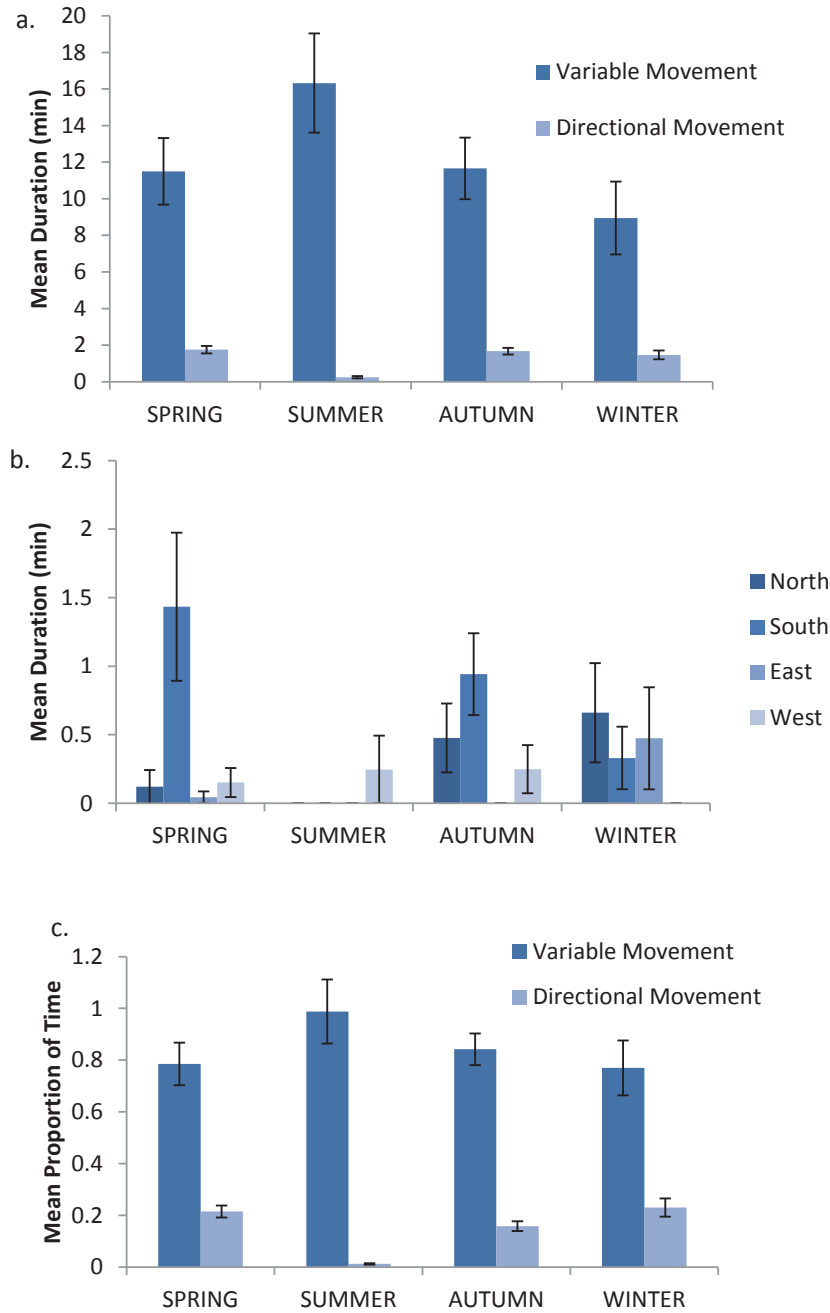 a.
20
18
16
14
12
10
8
6
4
2
0
Mean Duration (min)
Variable Movement
Directional Movement
SPRING SUMMER AUTUMN WINTER
b.
2.5
2
1.5
1
0.5
0
Mean Duration (min)
North
South
East
West
SPRING SUMMER AUTUMN WINTER
c.
1.2
1
0.8
0.6
0.4
0.2
0
Mean Proportion of Time
Variable Movement
Directional Movement
SPRING SUMMER AUTUMN WINTER